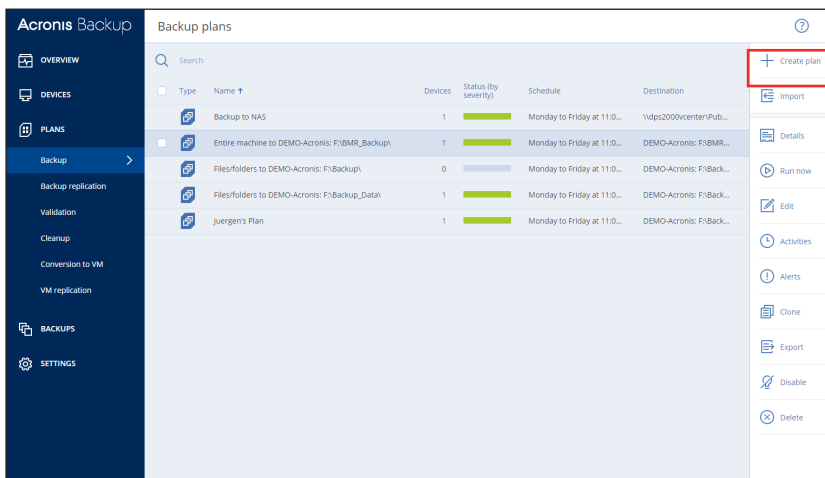 Acronis Backup
Backup plans
OVERVIEW
DEVICES
PLANS
Backup
Backup replication
Validation
Cleanup
Conversion to VM
VM replication
BACKUPS
SETTINGS
Search
Type Name Devices Status (by severity) Schedule Destination
Backup to NAS 1 Monday to Friday at 11:0... \\dps2000vcenter\Pub...
Entire machine to DEMO-Acronis: F:\BMR_Backup\ 1 Monday to Friday at 11:0... DEMO-Acronis: F:\BMR...
Files/folders to DEMO-Acronis: F:\Backup\ 0 Monday to Friday at 11:0... DEMO-Acronis: F:\Back...
Files/folders to DEMO-Acronis: F:\Backup_Data\ 1 Monday to Friday at 11:0... DEMO-Acronis: F:\Back...
Juergen's Plan 1 Monday to Friday at 11:0... DEMO-Acronis: F:\Back...
Create plan
Import
Details
Run now
Edit
Activities
Alerts
Clone
Export
Disable
Delete